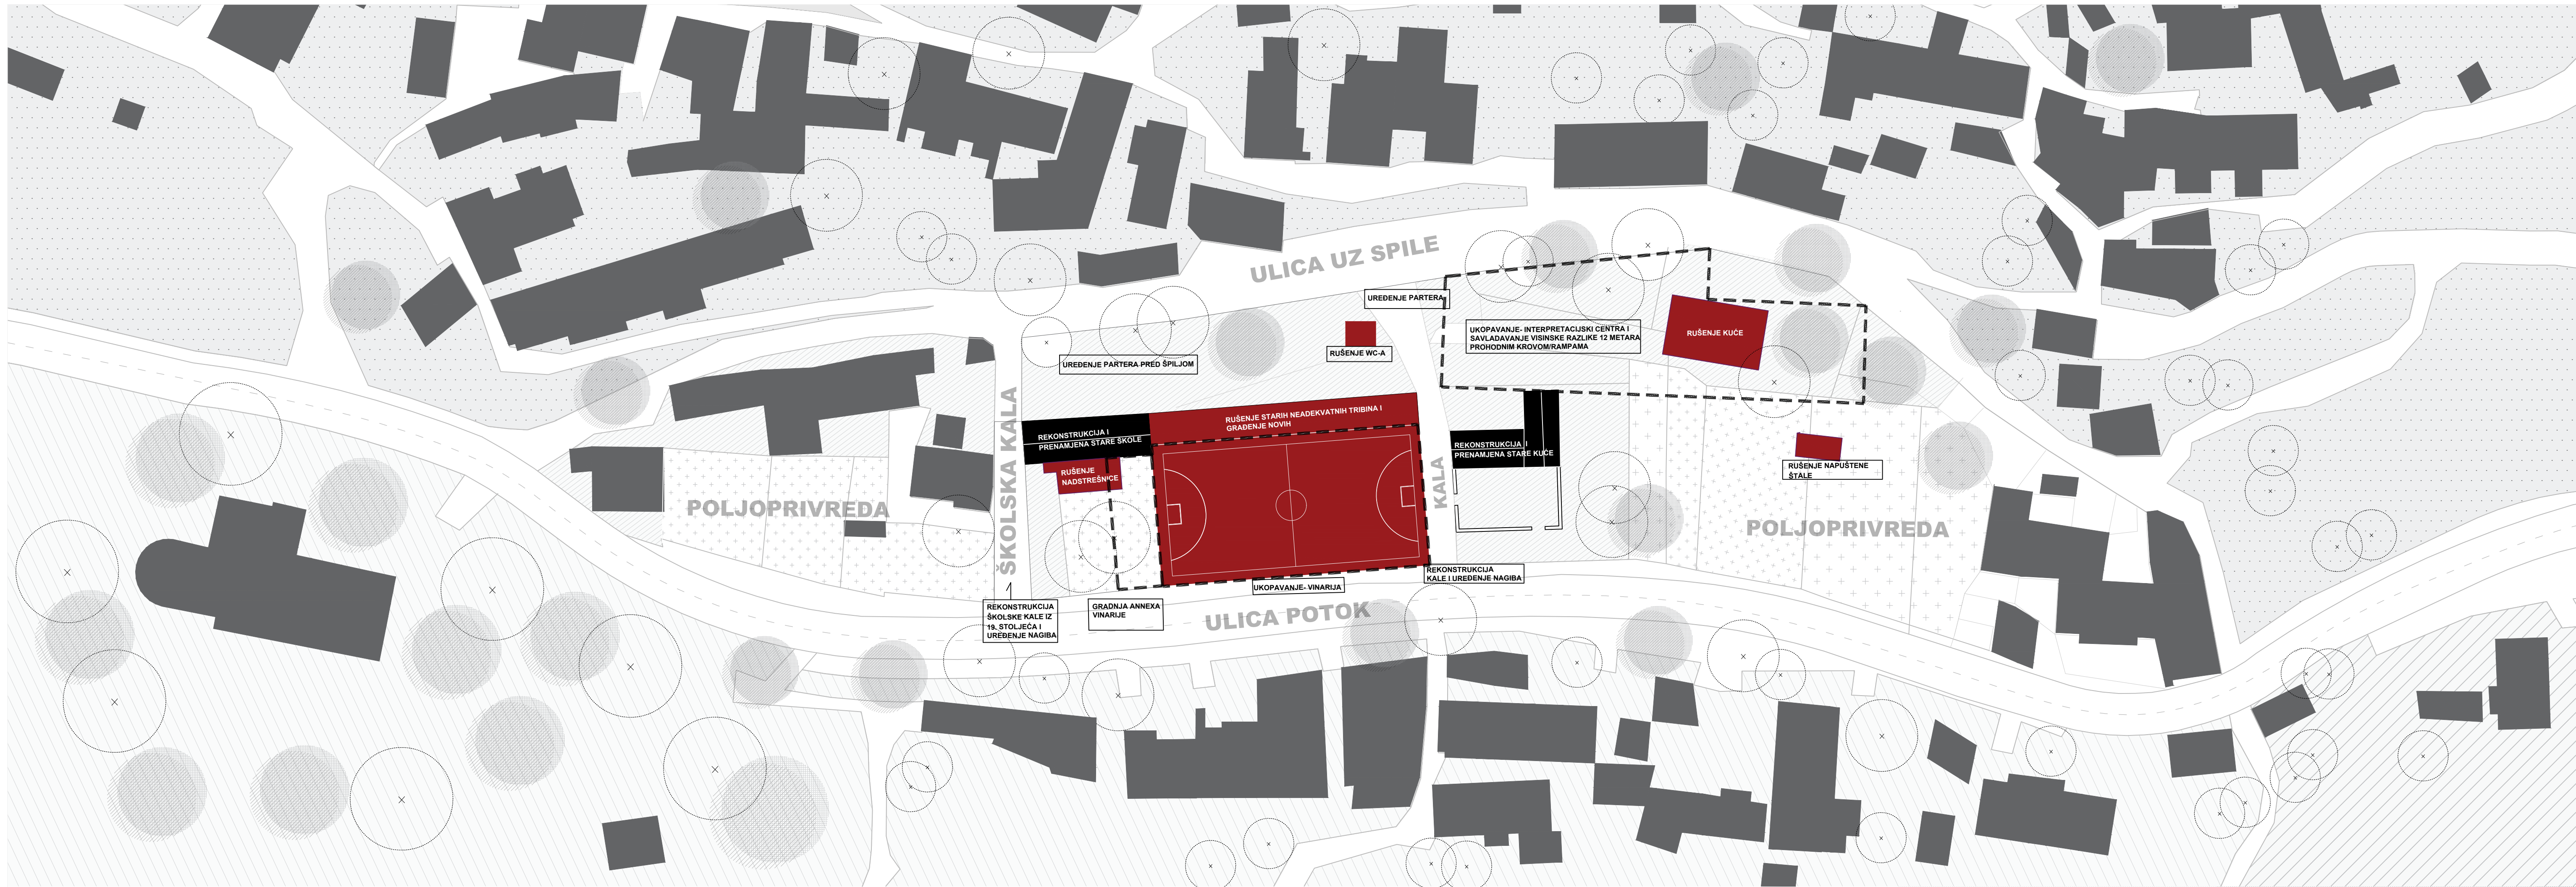 ULICA UZ SPILE
UREĐENJE PARTERA
UKOPAVANJE- INTERPRETACIJSKI CENTRA I
SAVLADAVANJE VISINSKE RAZLIKE 12 METARA
PROHODNIM KROVOM/RAMPAMA
RUŠENJE KUĆE
RUŠENJE WC-A
UREĐENJE PARTERA PRED ŠPILJOM
ŠKOLSKA KALA
REKONSTRUKCIJA I
PRENAMJENA STARE ŠKOLE
RUŠENJE STARIH NEADEKVATNIH TRIBINA I
GRAĐENJE NOVIH
RUŠENJE
NADSTREŠNICE
KALA
REKONSTRUKCIJA I
PRENAMJENA STARE KUĆE
RUŠENJE NAPUŠTENE
ŠTALE
POLJOPRIVREDA
POLJOPRIVREDA
REKONSTRUKCIJA
KALE I UREĐENJE NAGIBA
UKOPAVANJE- VINARIJA
GRADNJA ANNEXA
VINARIJE
REKONSTRUKCIJA
ŠKOLSKE KALE IZ
19. STOLJEĆA I
UREĐENJE NAGIBA
ULICA POTOK